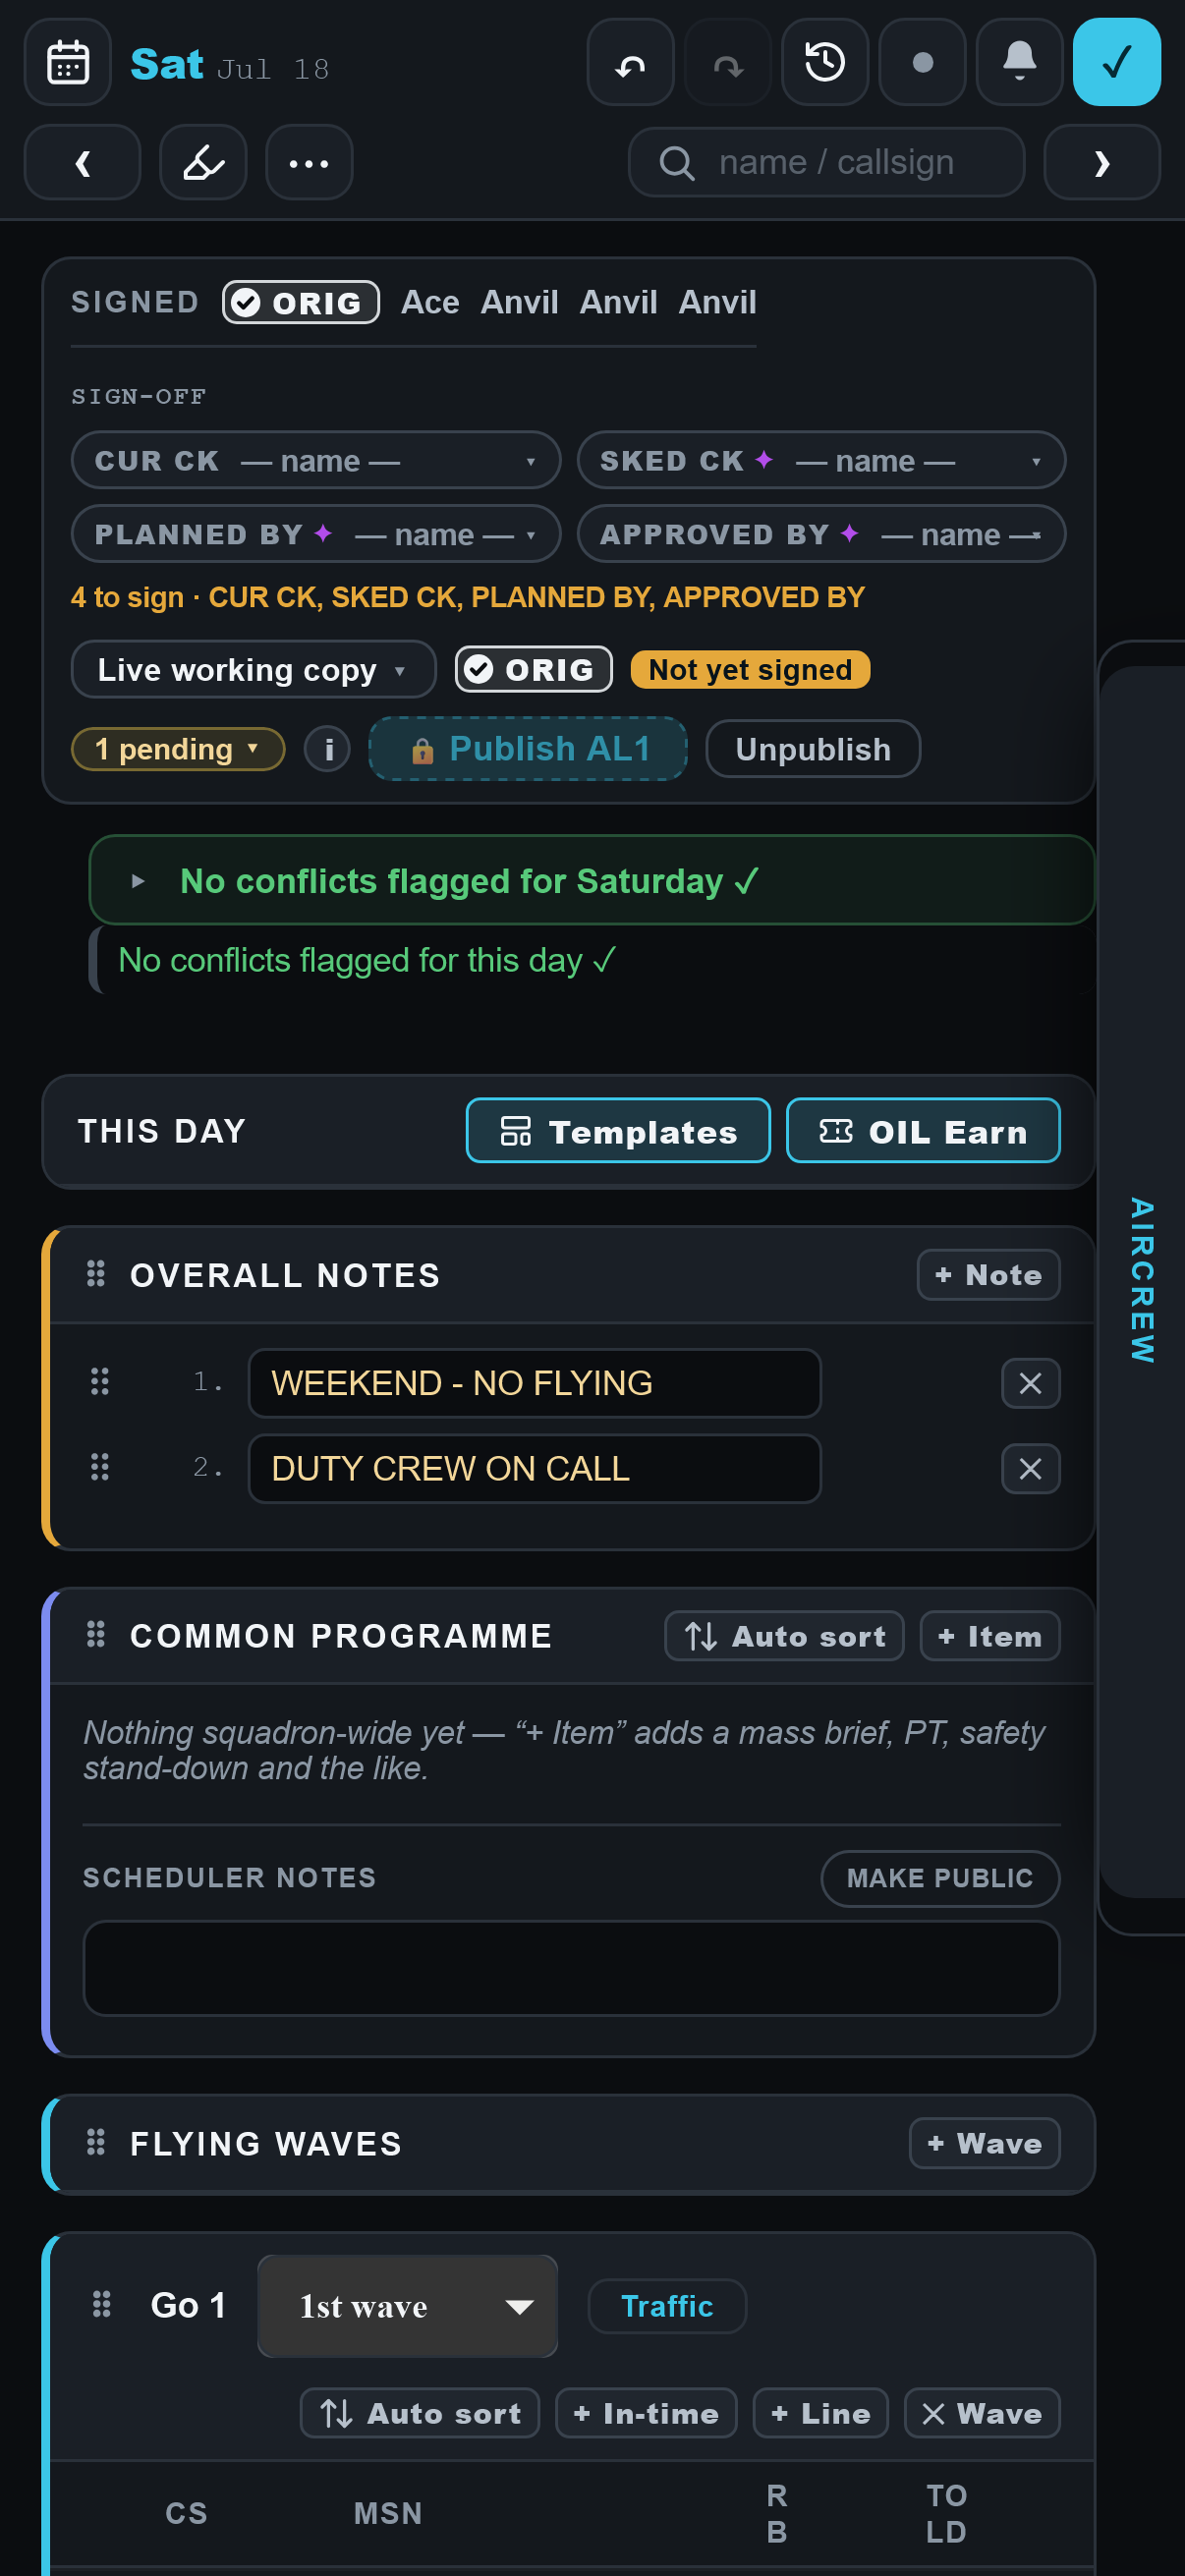 Sat Jul 18
name / callsign
SIGNED ORIG Ace Anvil Anvil Anvil
SIGN-OFF
CUR CK — name —
SKED CK — name —
PLANNED BY — name —
APPROVED BY — name —
4 to sign · CUR CK, SKED CK, PLANNED BY, APPROVED BY
Live working copy ORIG Not yet signed
1 pending i Publish AL1 Unpublish
No conflicts flagged for Saturday ✓
No conflicts flagged for this day ✓
THIS DAY Templates OIL Earn
AIRCREW
OVERALL NOTES + Note
1. WEEKEND - NO FLYING
2. DUTY CREW ON CALL
COMMON PROGRAMME Auto sort + Item
Nothing squadron-wide yet — “+ Item” adds a mass brief, PT, safety
stand-down and the like.
SCHEDULER NOTES MAKE PUBLIC
FLYING WAVES + Wave
Go 1 1st wave Traffic
Auto sort + In-time + Line × Wave
CS MSN R B TO LD